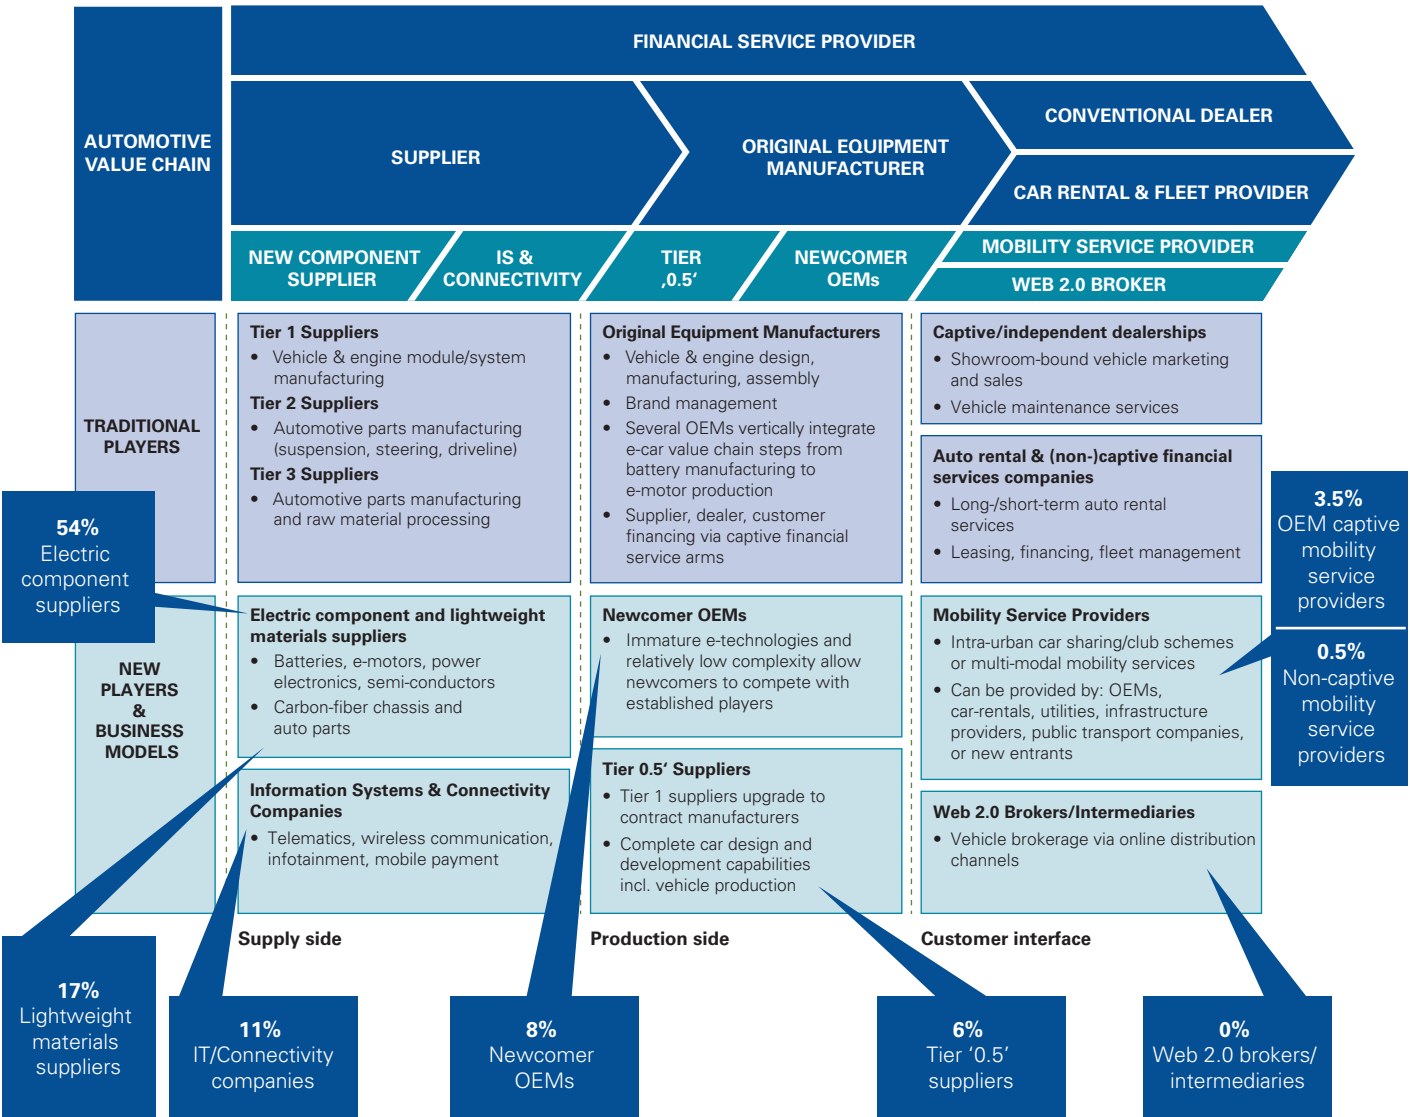 FINANCIAL SERVICE PROVIDER
AUTOMOTIVE
VALUE CHAIN
SUPPLIER
ORIGINAL EQUIPMENT
MANUFACTURER
CONVENTIONAL DEALER
CAR RENTAL & FLEET PROVIDER
NEW COMPONENT
SUPPLIER
IS &
CONNECTIVITY
TIER
‚0.5‘
NEWCOMER
OEMs
MOBILITY SERVICE PROVIDER
WEB 2.0 BROKER
TRADITIONAL
PLAYERS
Tier 1 Suppliers
• Vehicle & engine module/system
manufacturing
Tier 2 Suppliers
• Automotive parts manufacturing
(suspension, steering, driveline)
Tier 3 Suppliers
• Automotive parts manufacturing
and raw material processing
Original Equipment Manufacturers
• Vehicle & engine design,
manufacturing, assembly
• Brand management
• Several OEMs vertically integrate
e-car value chain steps from
battery manufacturing to
e-motor production
• Supplier, dealer, customer
financing via captive financial
service arms
Captive/independent dealerships
• Showroom-bound vehicle marketing
and sales
• Vehicle maintenance services
Auto rental & (non-)captive financial
services companies
• Long-/short-term auto rental
services
• Leasing, financing, fleet management
54%
Electric
component
suppliers
3.5%
OEM captive
mobility
service
providers
0.5%
Non-captive
mobility
service
providers
NEW
PLAYERS
&
BUSINESS
MODELS
Electric component and lightweight
materials suppliers
• Batteries, e-motors, power
electronics, semi-conductors
• Carbon-fiber chassis and
auto parts
Information Systems & Connectivity
Companies
• Telematics, wireless communication,
infotainment, mobile payment
Newcomer OEMs
• Immature e-technologies and
relatively low complexity allow
newcomers to compete with
established players
Tier 0.5‘ Suppliers
• Tier 1 suppliers upgrade to
contract manufacturers
• Complete car design and
development capabilities
incl. vehicle production
Mobility Service Providers
• Intra-urban car sharing/club schemes
or multi-modal mobility services
• Can be provided by: OEMs,
car-rentals, utilities, infrastructure
providers, public transport companies,
or new entrants
Web 2.0 Brokers/Intermediaries
• Vehicle brokerage via online distribution
channels
Supply side
Production side
Customer interface
17%
Lightweight
materials
suppliers
11%
IT/Connectivity
companies
8%
Newcomer
OEMs
6%
Tier ‘0.5’
suppliers
0%
Web 2.0 brokers/
intermediaries